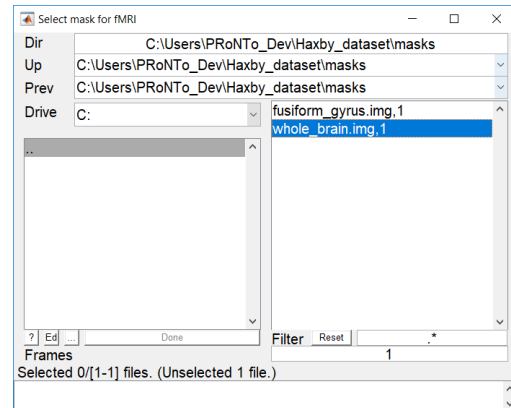 Select mask for fMRI
Dir C:\Users\PRoNTo_Dev\Haxby_dataset\masks
Up C:\Users\PRoNTo_Dev\Haxby_dataset\masks
Prev C:\Users\PRoNTo_Dev\Haxby_dataset\masks
Drive C:
fusiform_gyrus.img,1
whole_brain.img,1
..
? Ed ... Done
Filter Reset .*
Frames 1
Selected 0/[1-1] files. (Unselected 1 file.)